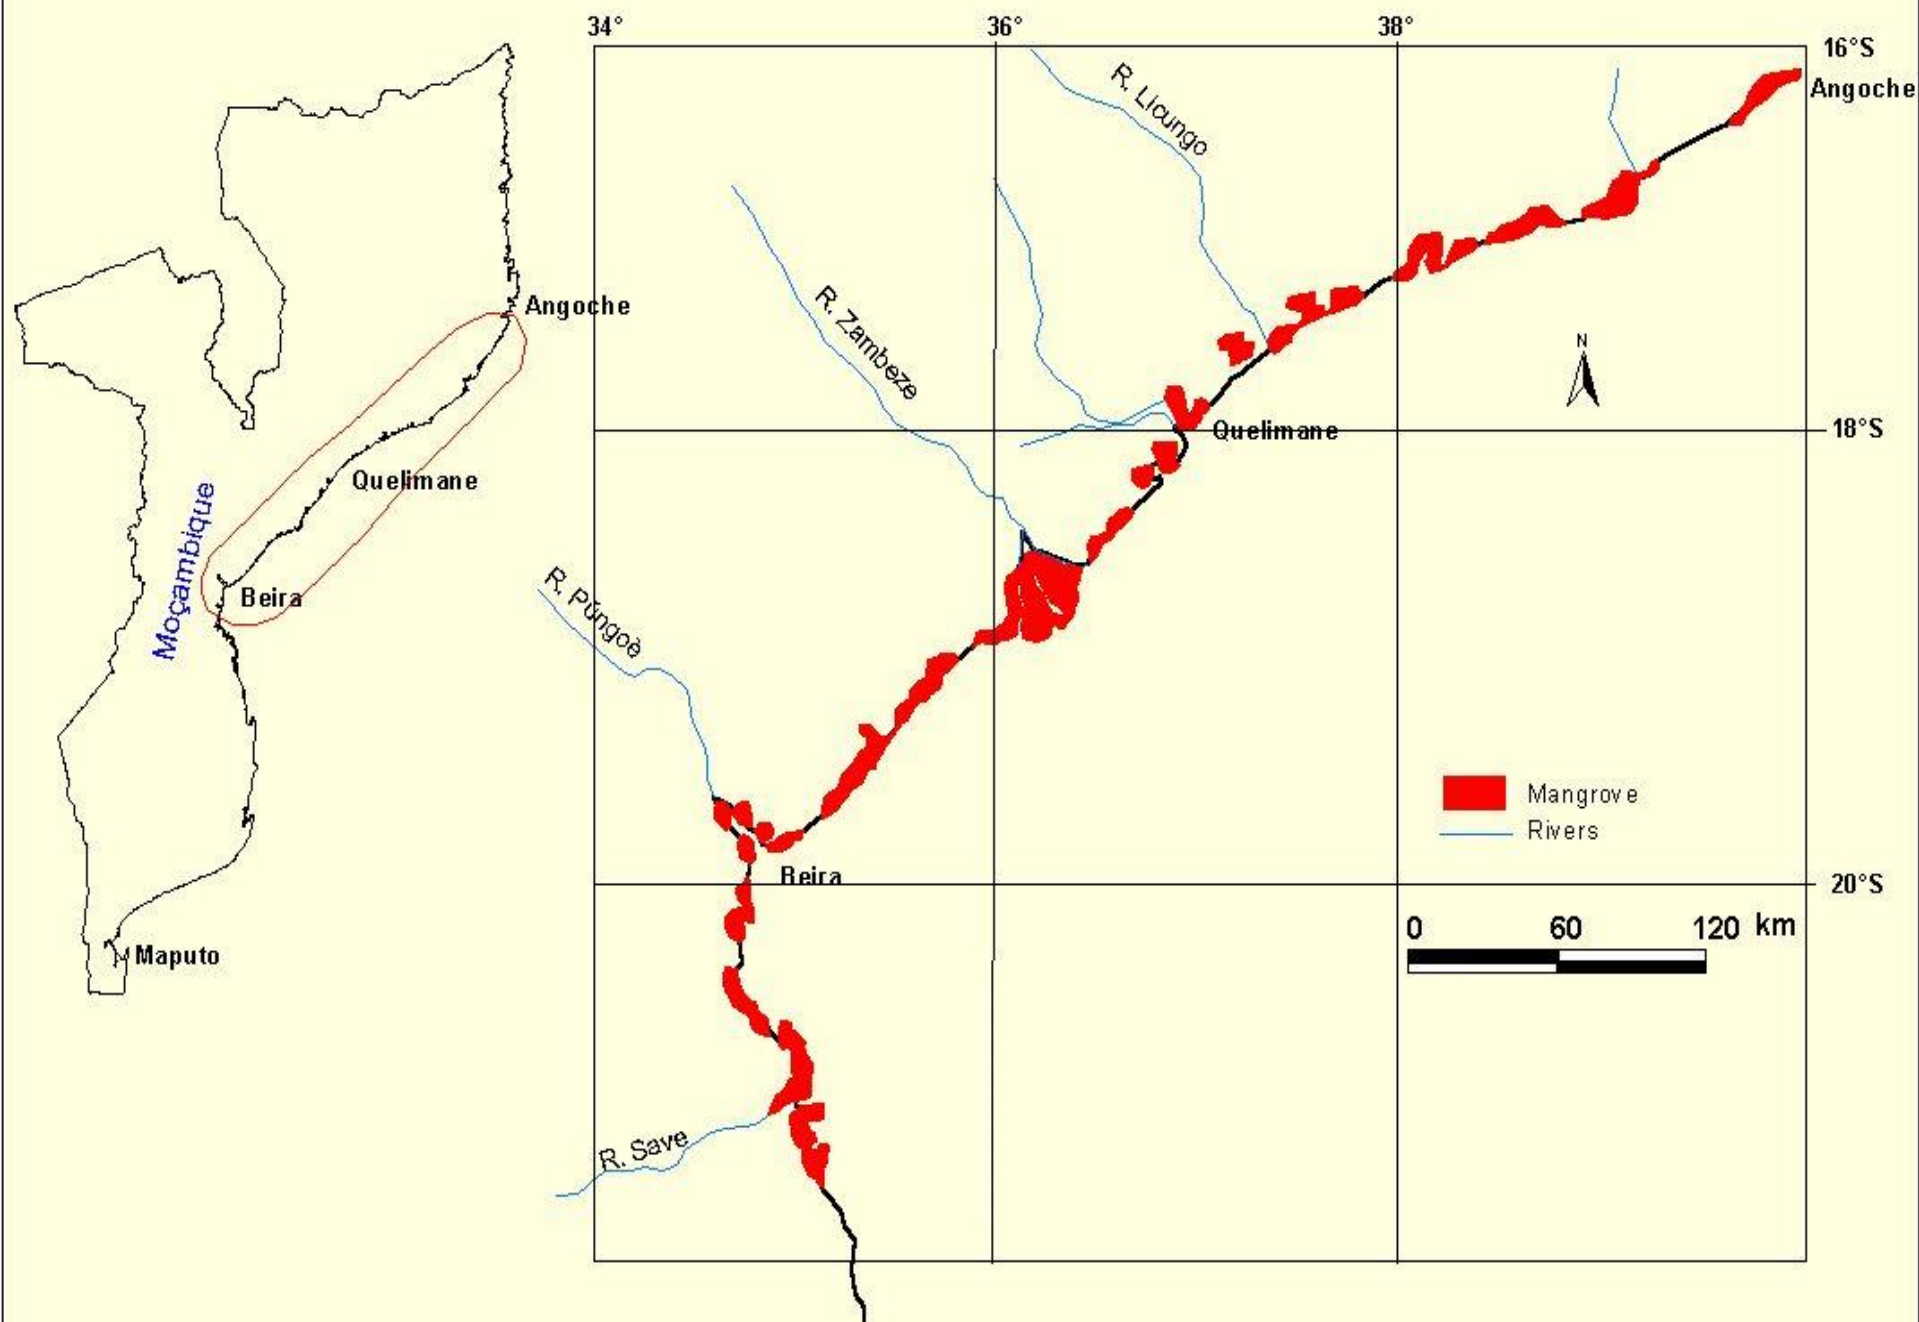 34°
36°
38°
16°S
Angoche
R. Licungo
R. Zambeze
Angoche
N
Quelimane
18°S
Quelimane
Moçambique
Beira
R. Púngoè
Mangrove
Rivers
Beira
20°S
0 60 120 km
Maputo
R. Save